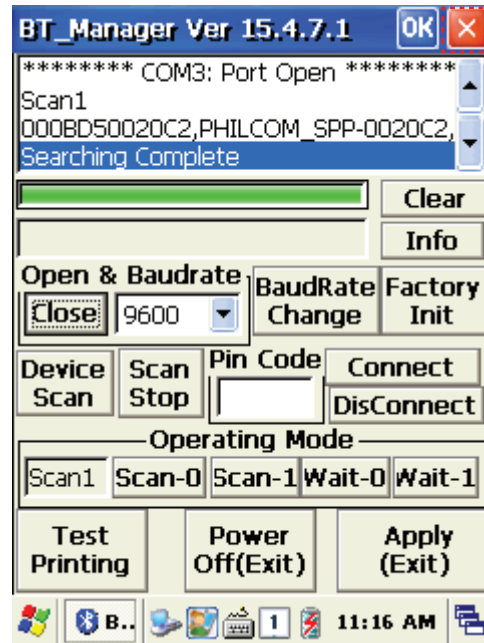 BT_Manager Ver 15.4.7.1 OK
******** COM3: Port Open ********
Scan1
000BD50020C2,PHILCOM_SPP-0020C2,
Searching Complete
Clear
Info
Open & Baudrate
Close 9600
BaudRate
Change
Factory
Init
Device
Scan
Scan
Stop
Pin Code
Connect
DisConnect
Operating Mode
Scan1 Scan-0 Scan-1 Wait-0 Wait-1
Test
Printing
Power
Off(Exit)
Apply
(Exit)
B.. 1 11:16 AM